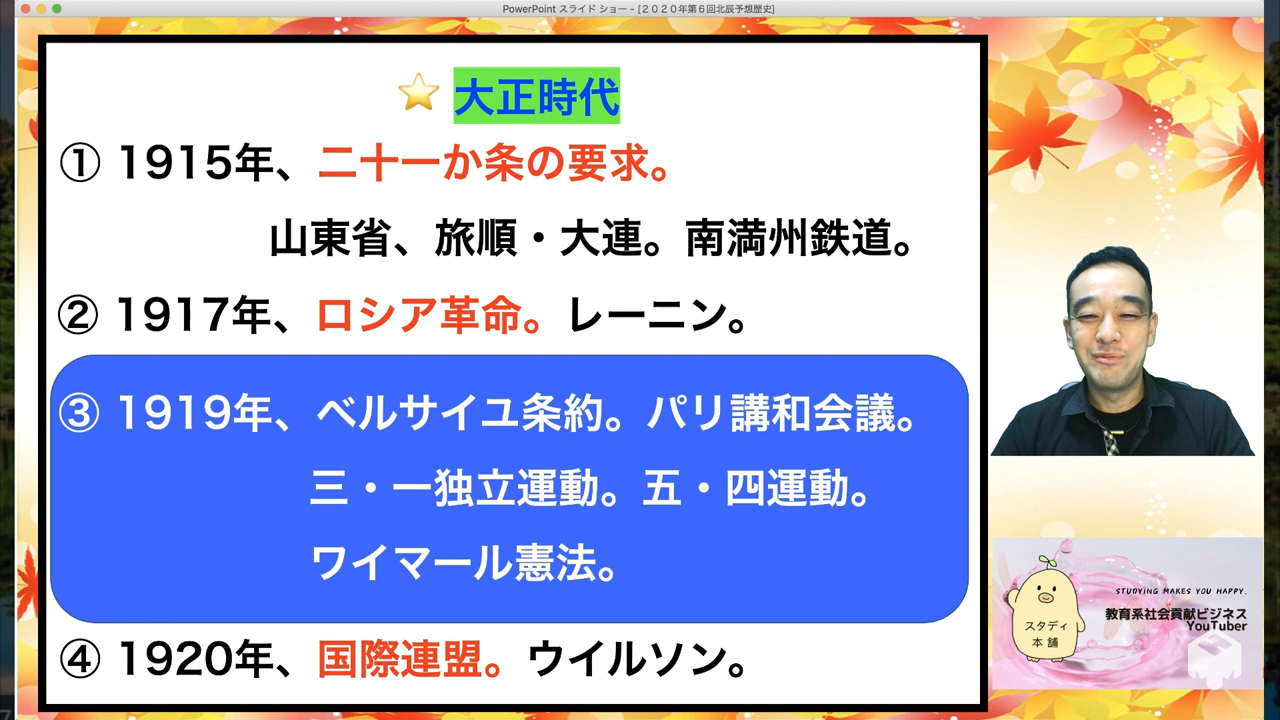 PowerPoint スライド ショー - [２０２０年第６回北辰予想歴史]
大正時代
① 1915年、二十一か条の要求。
山東省、旅順・大連。南満州鉄道。
② 1917年、ロシア革命。レーニン。
③ 1919年、ベルサイユ条約。パリ講和会議。
三・一独立運動。五・四運動。
ワイマール憲法。
④ 1920年、国際連盟。ウイルソン。
STUDYING MAKES YOU HAPPY.
教育系社会貢献ビジネス
YouTuber
スタディ
本舗